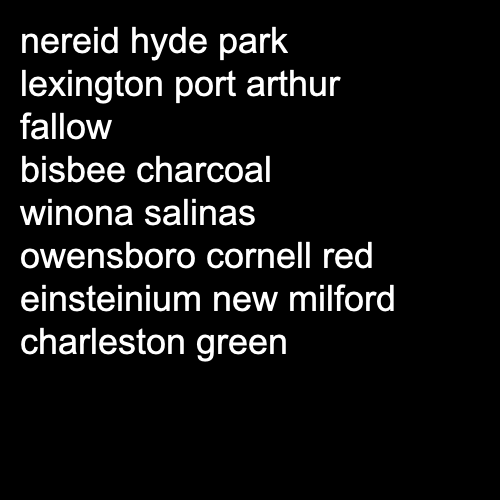 nereid hyde park
lexington port arthur
fallow
bisbee charcoal
winona salinas
owensboro cornell red
einsteinium new milford
charleston green